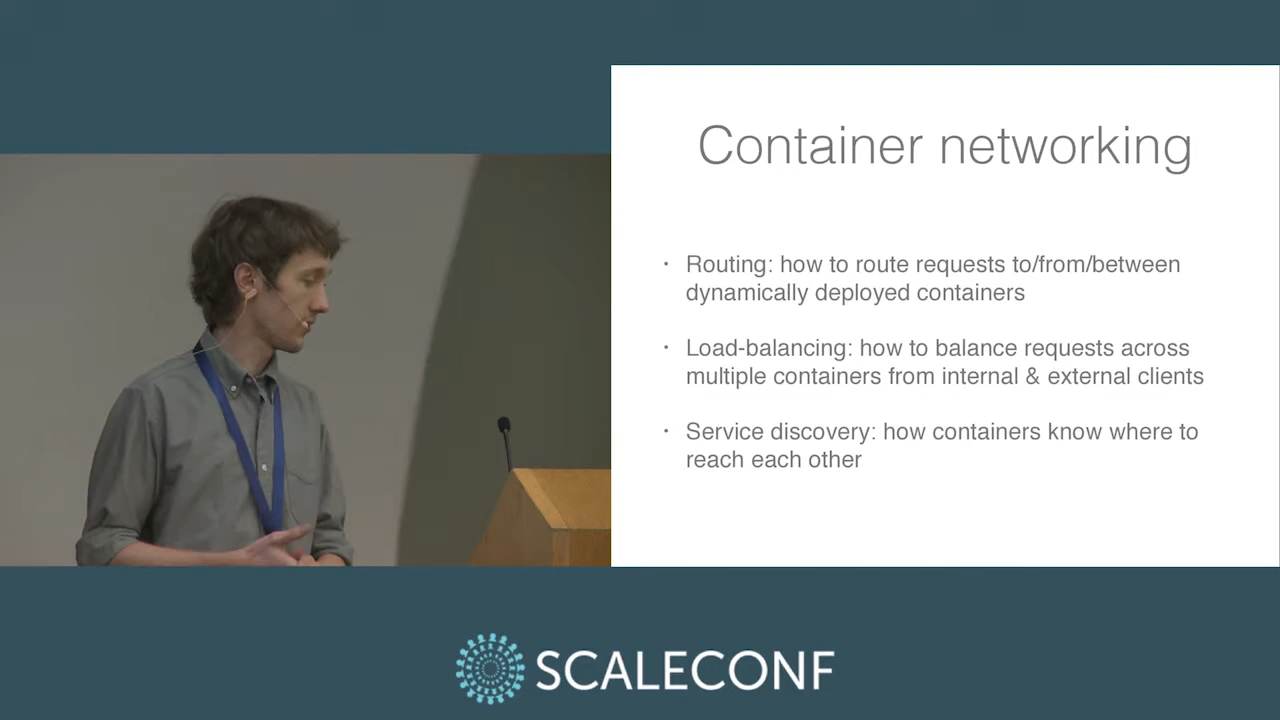 Container networking
· Routing: how to route requests to/from/between
dynamically deployed containers
· Load-balancing: how to balance requests across
multiple containers from internal & external clients
· Service discovery: how containers know where to
reach each other
SCALECONF